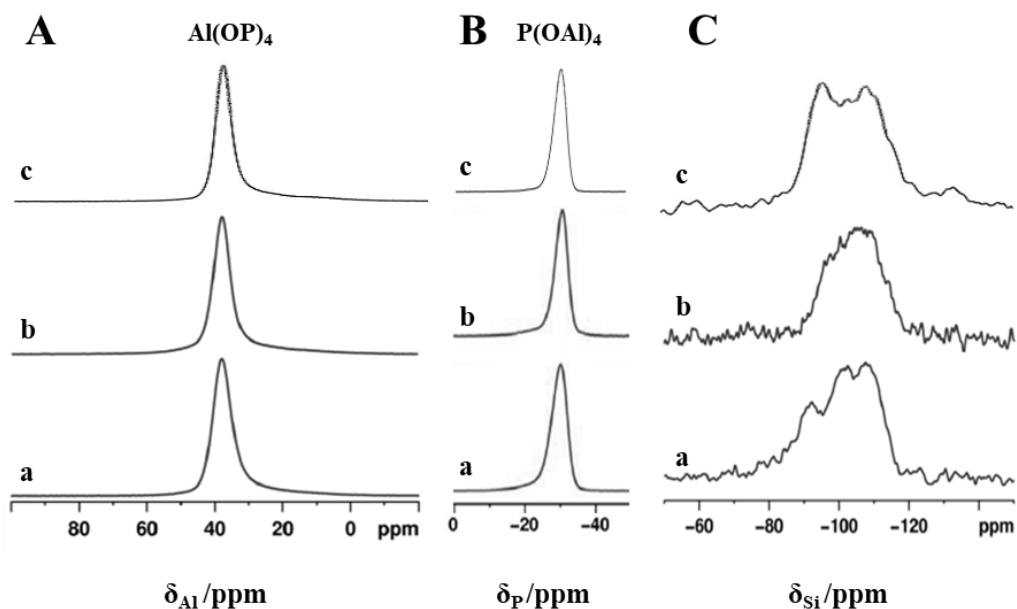 A Al(OP)₄ B P(OAl)₄ C
c c c
b b b
a a a
80 60 40 20 0 ppm 0 −20 −40 −60 −80 −100 −120 ppm
δAl /ppm δP /ppm δSi /ppm